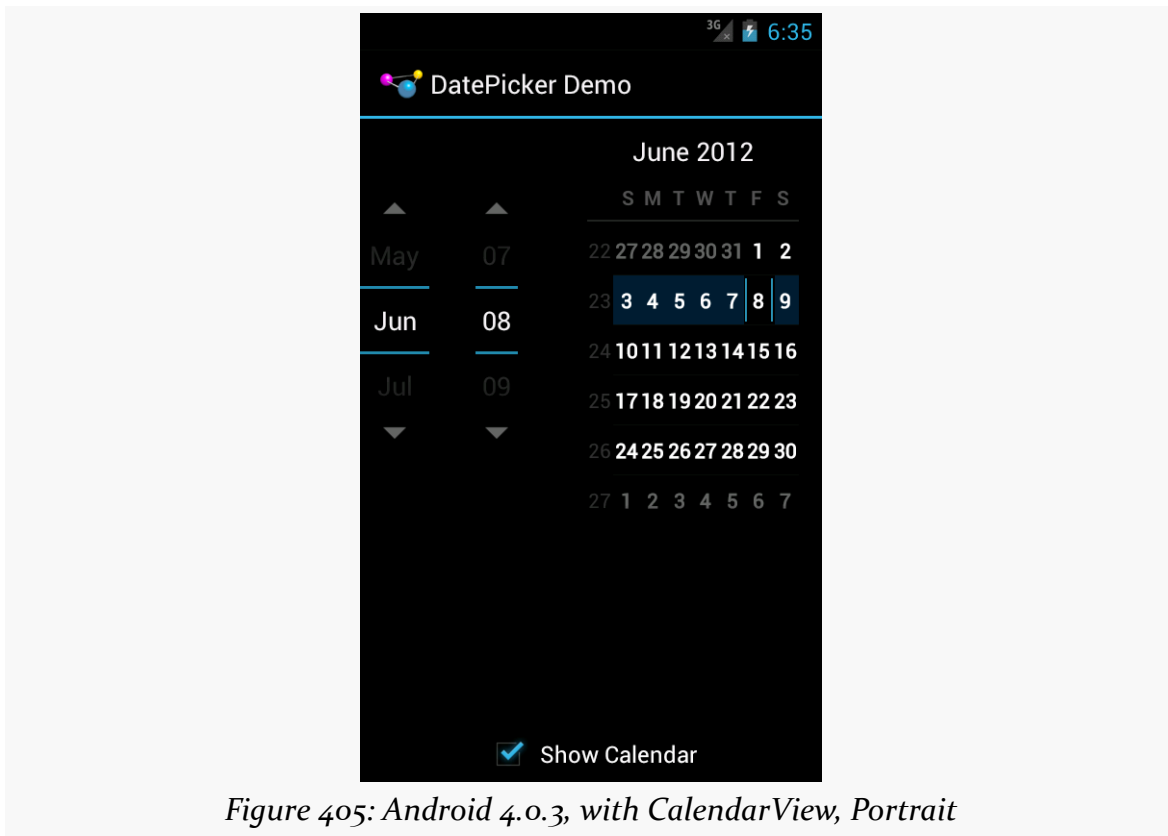 3G 6:35
DatePicker Demo
June 2012
S M T W T F S
May 07
Jun 08
Jul 09
22 27 28 29 30 31 1 2
23 3 4 5 6 7 8 9
24 10 11 12 13 14 15 16
25 17 18 19 20 21 22 23
26 24 25 26 27 28 29 30
27 1 2 3 4 5 6 7
Show Calendar
Figure 405: Android 4.0.3, with CalendarView, Portrait